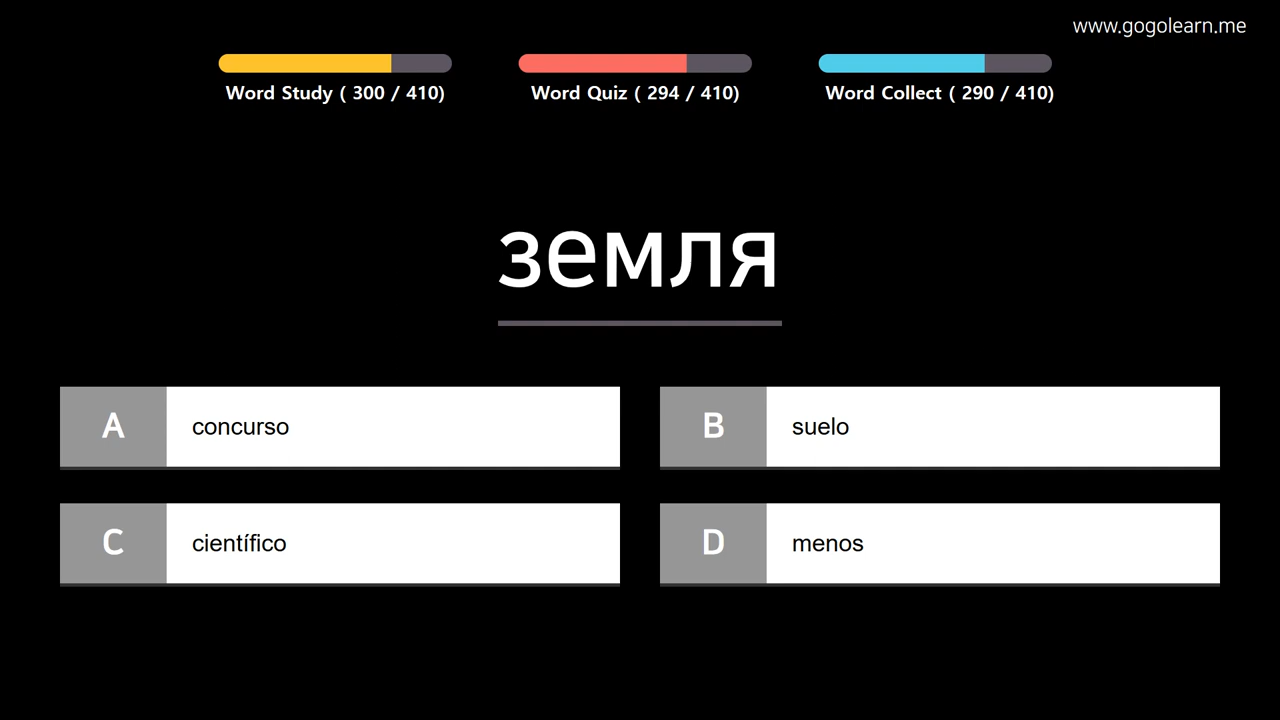 www.gogolearn.me
Word Study ( 300 / 410)
Word Quiz ( 294 / 410)
Word Collect ( 290 / 410)
земля
A concurso
B suelo
C científico
D menos